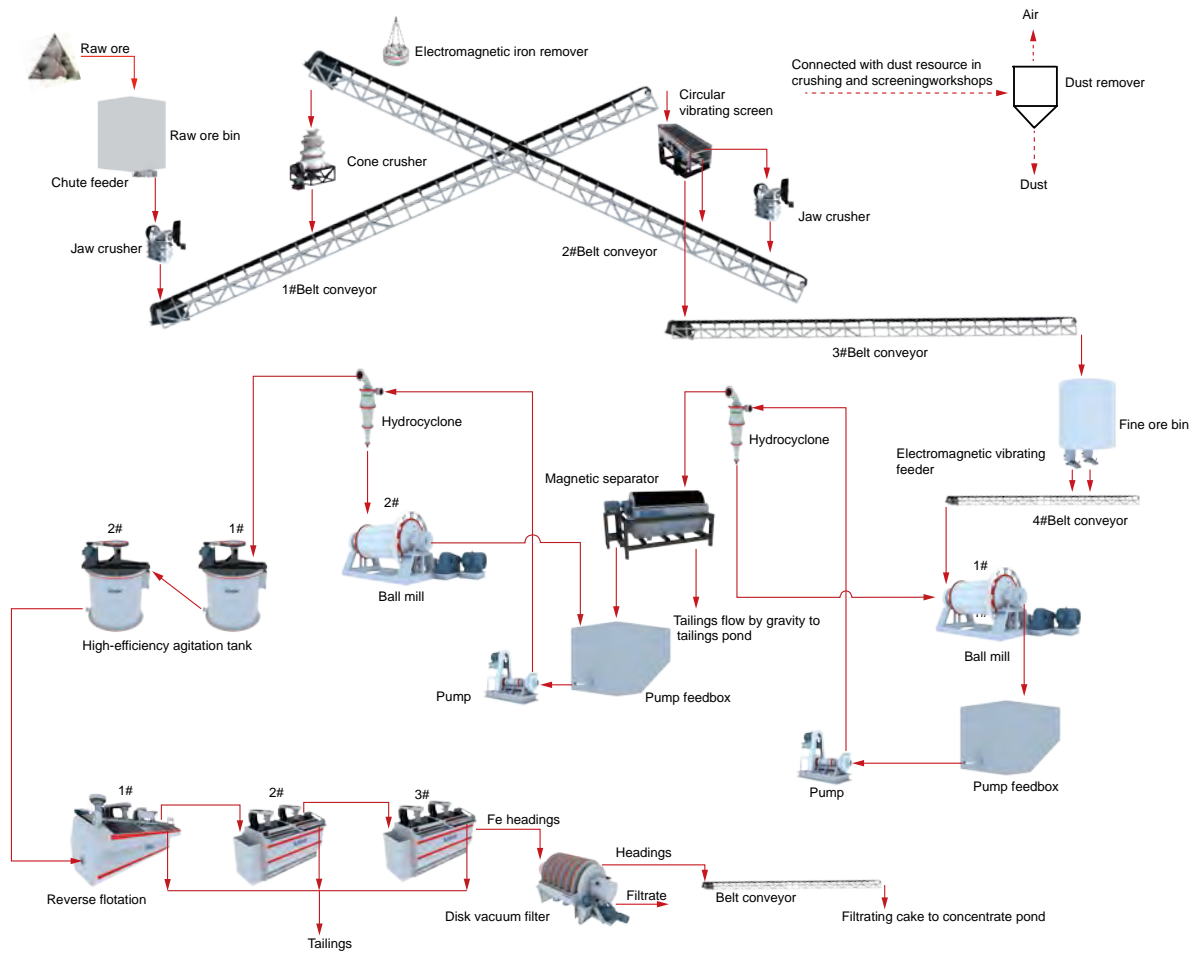 Air
Raw ore
Electromagnetic iron remover
Connected with dust resource in
crushing and screeningworkshops
Dust remover
Circular
vibrating screen
Raw ore bin
Cone crusher
Chute feeder
Dust
Jaw crusher
Jaw crusher
2#Belt conveyor
1#Belt conveyor
3#Belt conveyor
Hydrocyclone
Hydrocyclone
Fine ore bin
Electromagnetic vibrating
feeder
Magnetic separator
2#
4#Belt conveyor
2#
1#
1#
Ball mill
Tailings flow by gravity to
tailings pond
High-efficiency agitation tank
Ball mill
Pump
Pump feedbox
Pump
Pump feedbox
1#
2#
3#
Fe headings
Headings
Reverse flotation
Filtrate
Belt conveyor
Disk vacuum filter
Filtrating cake to concentrate pond
Tailings